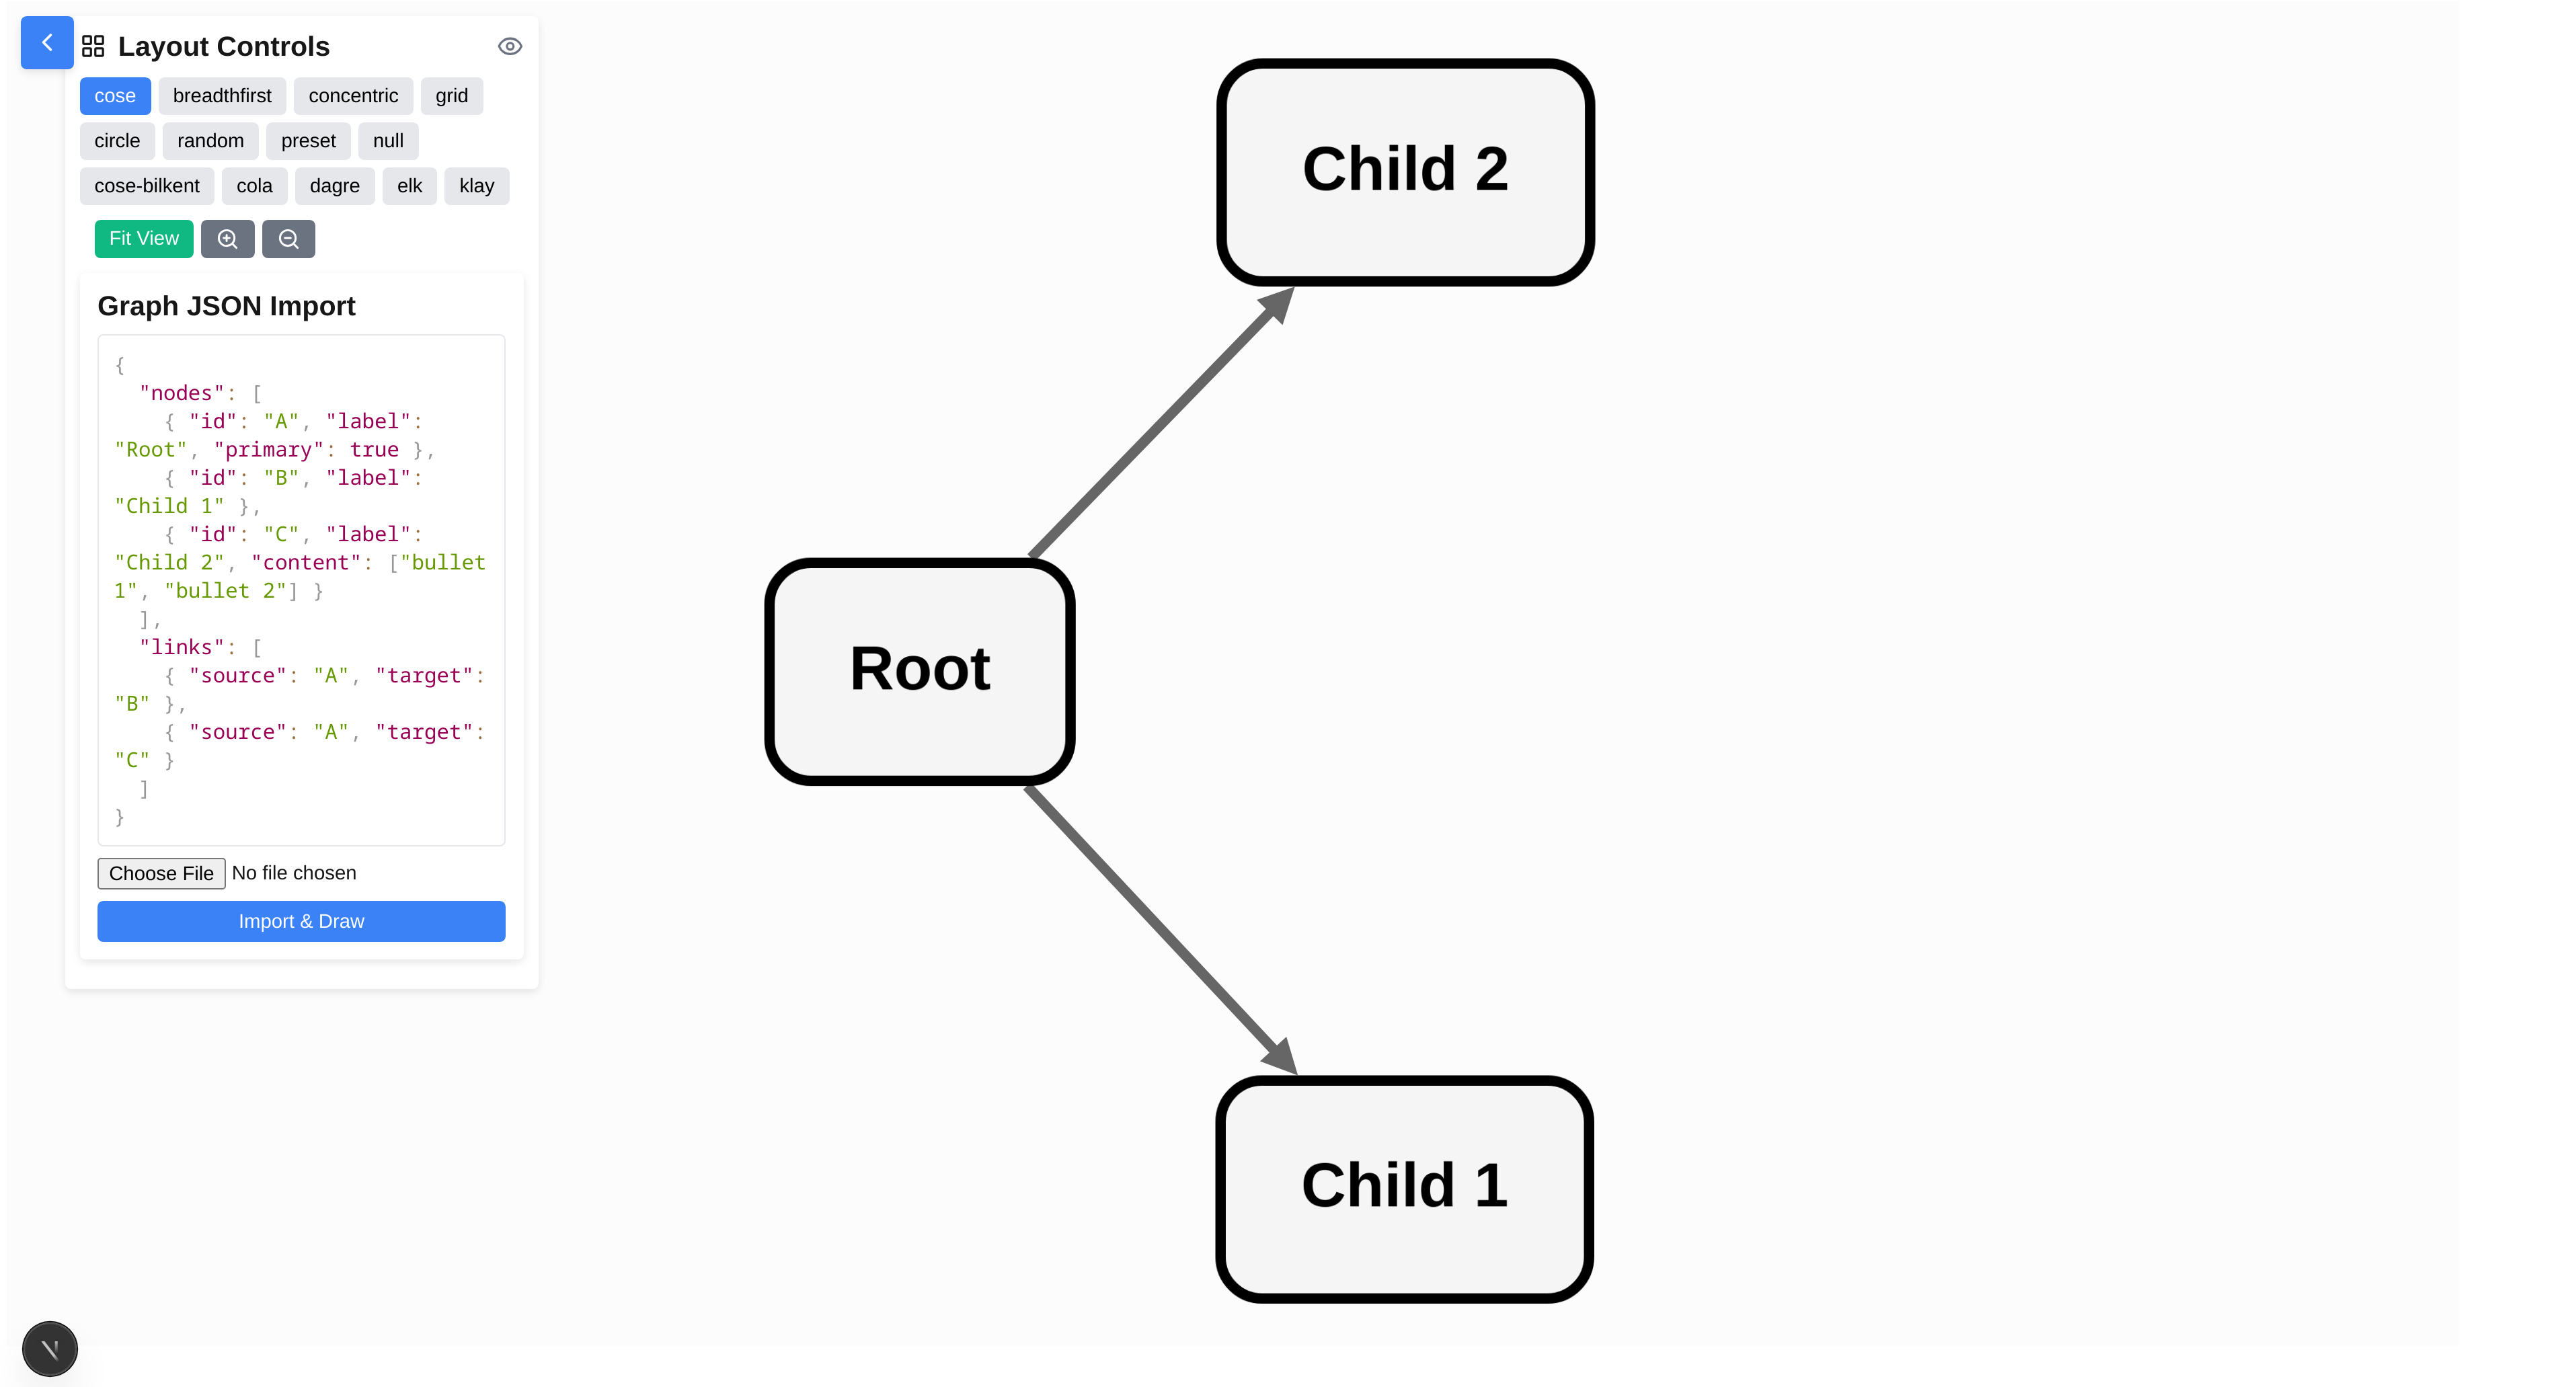 Layout Controls
cose breadthfirst concentric grid
circle random preset null
cose-bilkent cola dagre elk klay
Fit View
Graph JSON Import
{
  "nodes": [
    { "id": "A", "label":
"Root", "primary": true },
    { "id": "B", "label":
"Child 1" },
    { "id": "C", "label":
"Child 2", "content": ["bullet
1", "bullet 2"] }
  ],
  "links": [
    { "source": "A", "target":
"B" },
    { "source": "A", "target":
"C" }
  ]
}
Choose File No file chosen
Import & Draw
Child 2
Root
Child 1